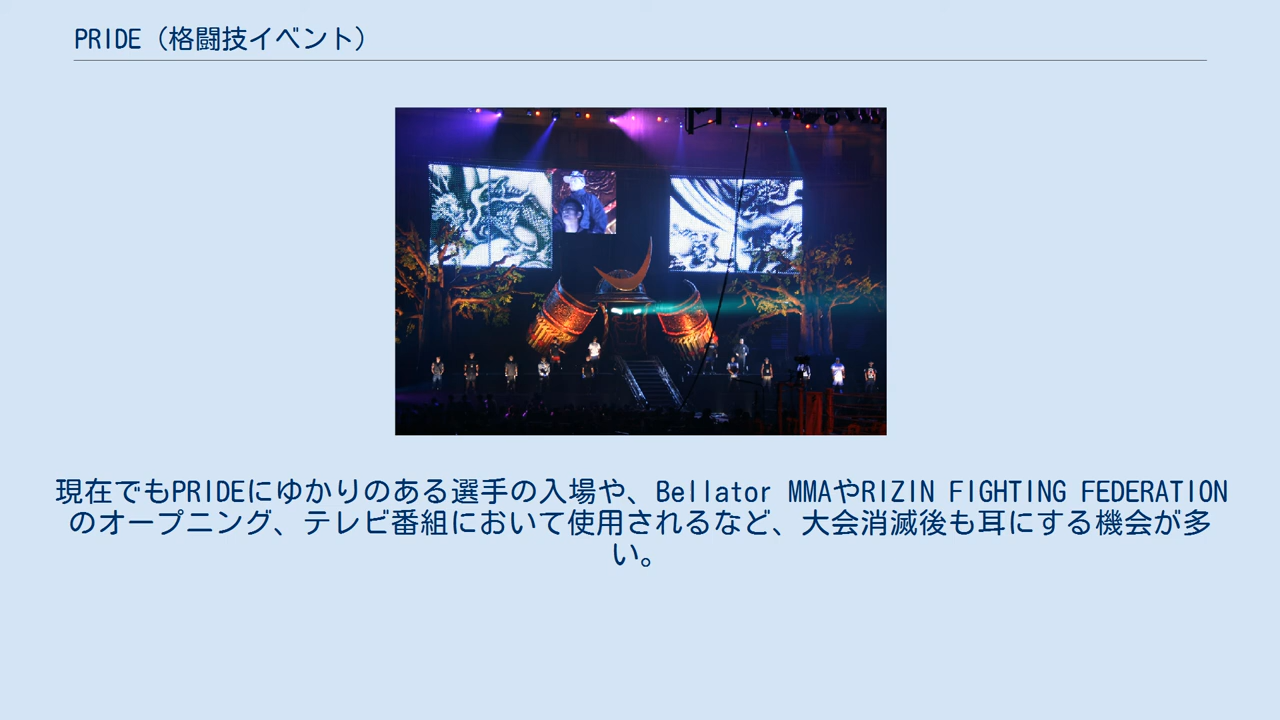 PRIDE（格闘技イベント）
現在でもPRIDEにゆかりのある選手の入場や、Bellator MMAやRIZIN FIGHTING FEDERATION
のオープニング、テレビ番組において使用されるなど、大会消滅後も耳にする機会が多
い。